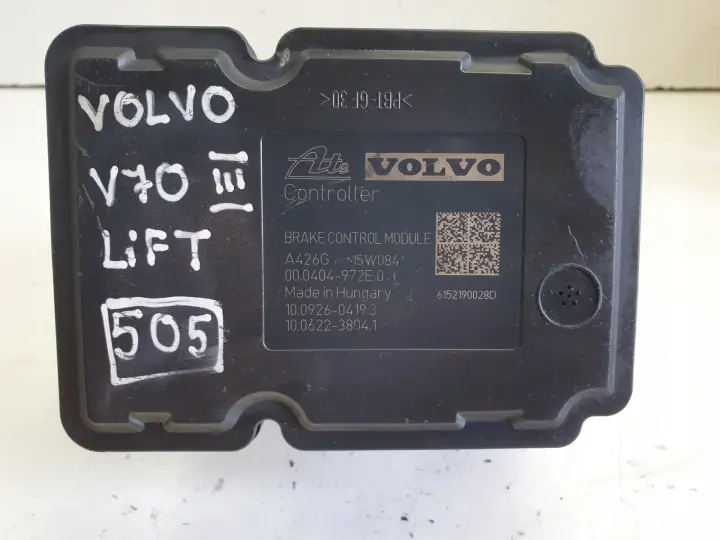 VOLVO
V70 III
LiFT
505
>PBT-GF30<
Ate VOLVO
Controller
BRAKE CONTROL MODULE
A426G 15W084
00.0404-972E.0
Made in Hungary
6152190028D
10.0926-0419.3
10.0622-3804.1